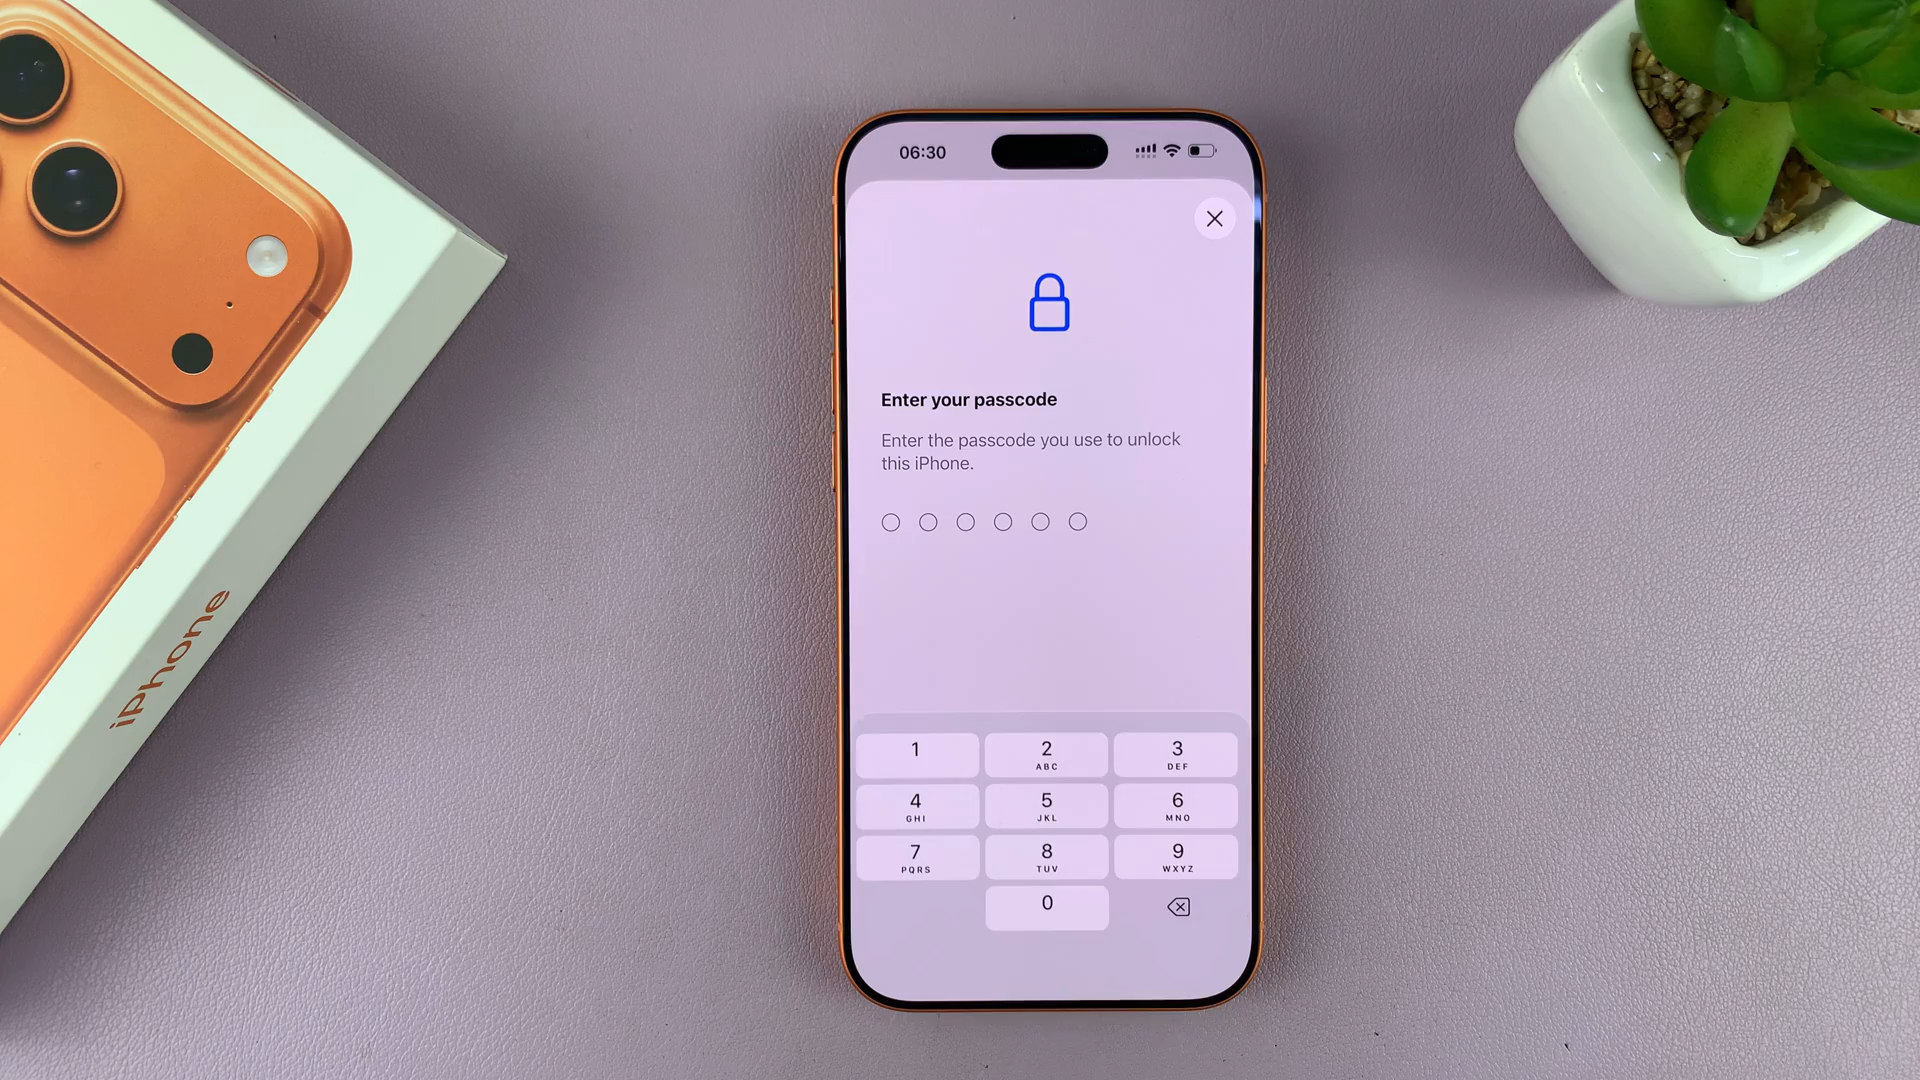 06:30
Enter your passcode
Enter the passcode you use to unlock
this iPhone.
1
2
ABC
3
DEF
4
GHI
5
JKL
6
MNO
7
PQRS
8
TUV
9
WXYZ
0
iPhone